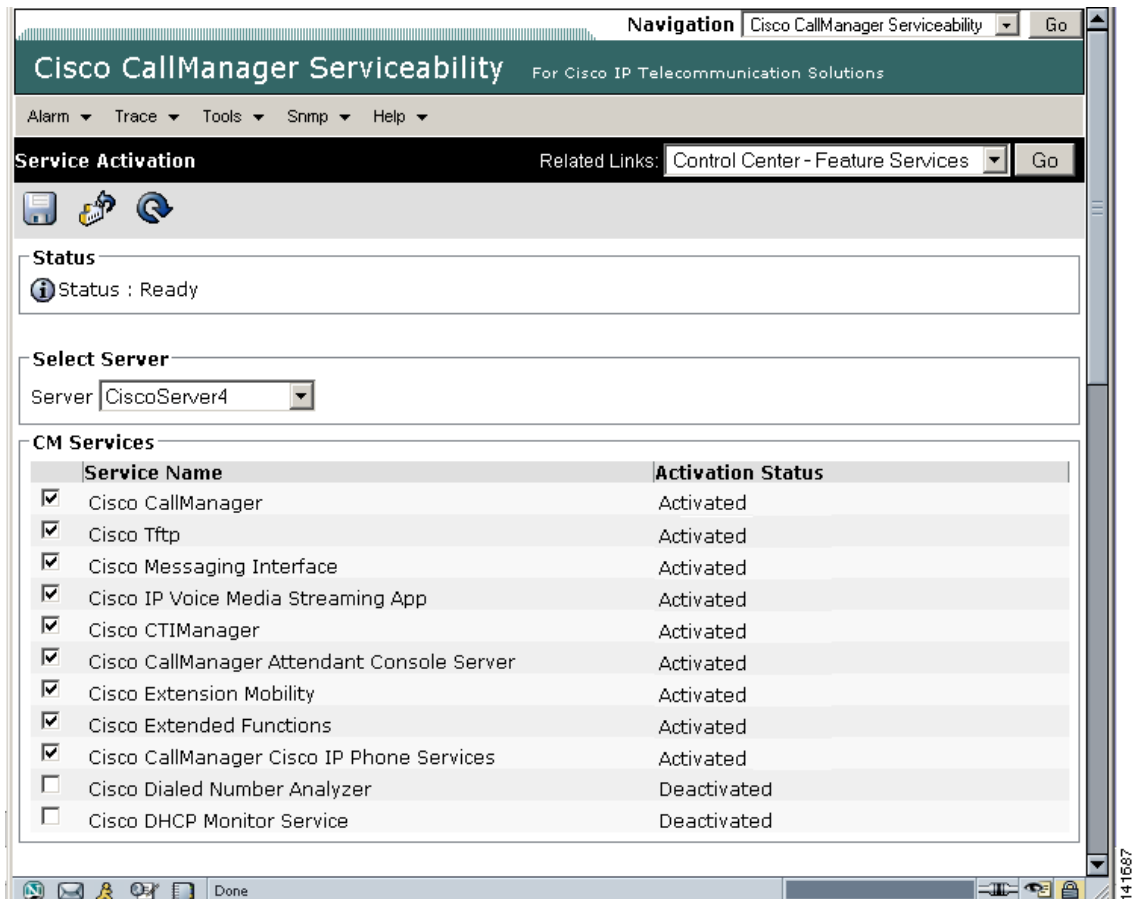 Navigation Cisco CallManager Serviceability Go
Cisco CallManager Serviceability For Cisco IP Telecommunication Solutions
Alarm Trace Tools Snmp Help
Service Activation Related Links: Control Center - Feature Services Go
Status
Status : Ready
Select Server
Server CiscoServer4
CM Services
Service Name Activation Status
Cisco CallManager Activated
Cisco Tftp Activated
Cisco Messaging Interface Activated
Cisco IP Voice Media Streaming App Activated
Cisco CTIManager Activated
Cisco CallManager Attendant Console Server Activated
Cisco Extension Mobility Activated
Cisco Extended Functions Activated
Cisco CallManager Cisco IP Phone Services Activated
Cisco Dialed Number Analyzer Deactivated
Cisco DHCP Monitor Service Deactivated
Done
141687